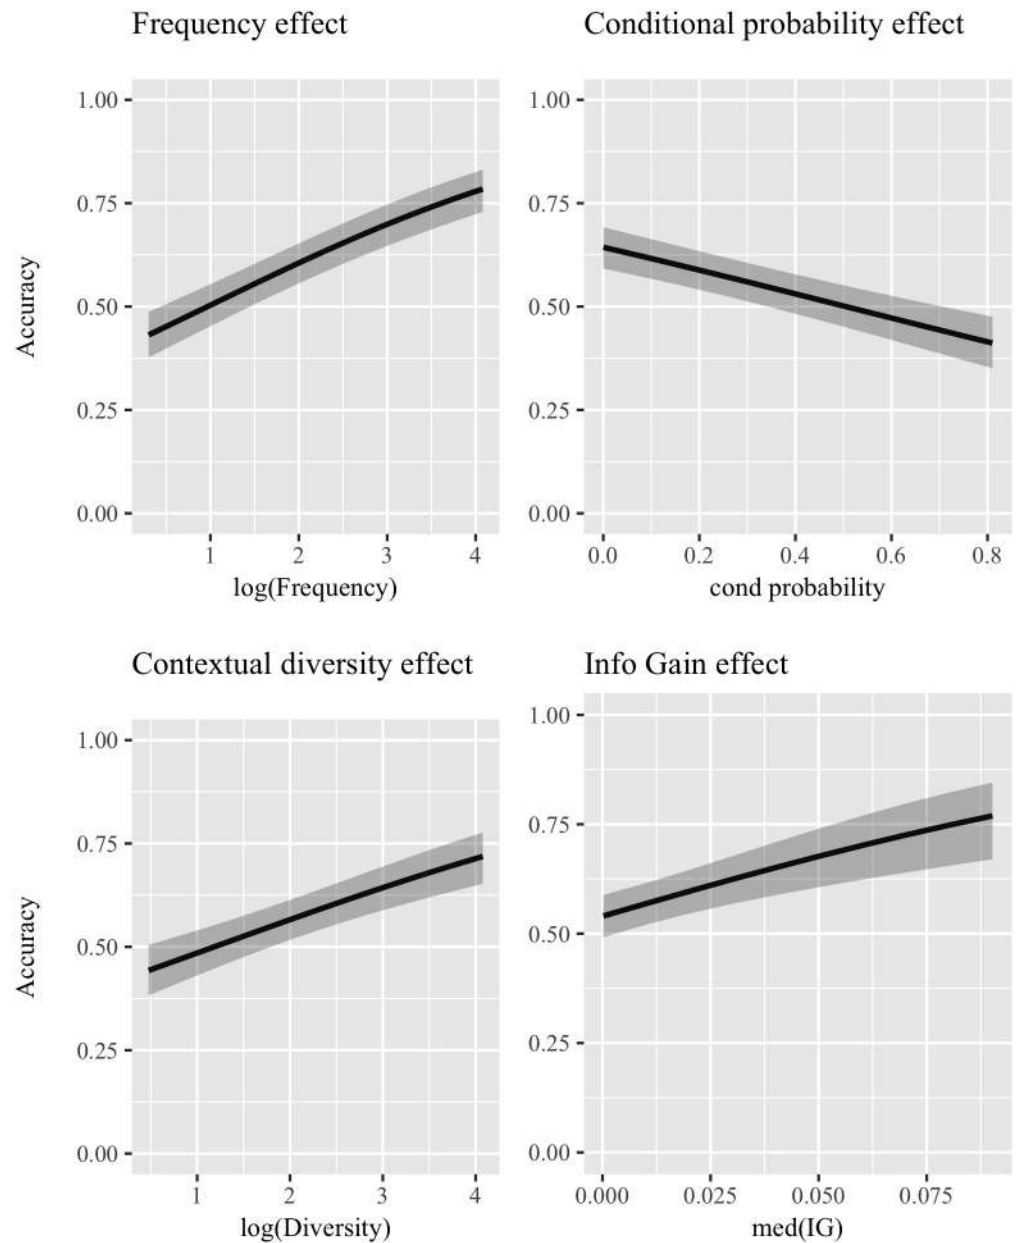 Frequency effect
Conditional probability effect
1.00
0.75
0.50
0.25
0.00
Accuracy
1 2 3 4
log(Frequency)
1.00
0.75
0.50
0.25
0.00
0.0 0.2 0.4 0.6 0.8
cond probability
Contextual diversity effect
Info Gain effect
1.00
0.75
0.50
0.25
0.00
Accuracy
1 2 3 4
log(Diversity)
1.00
0.75
0.50
0.25
0.00
0.000 0.025 0.050 0.075
med(IG)